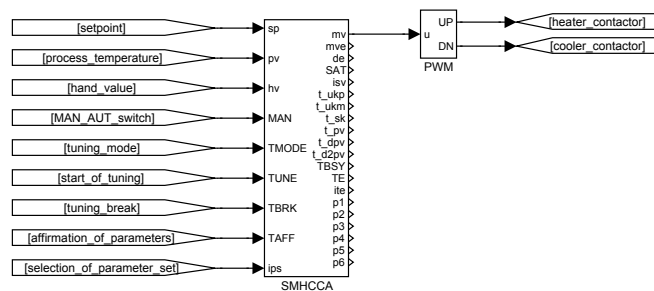 [setpoint]
[process_temperature]
[hand_value]
[MAN_AUT_switch]
[tuning_mode]
[start_of_tuning]
[tuning_break]
[affirmation_of_parameters]
[selection_of_parameter_set]
sp
pv
hv
MAN
TMODE
TUNE
TBRK
TAFF
ips
mv
mve
de
SAT
isv
t_ukp
t_ukm
t_sk
t_pv
t_dpv
t_d2pv
TBSY
TE
ite
p1
p2
p3
p4
p5
p6
SMHCCA
u
UP
DN
PWM
[heater_contactor]
[cooler_contactor]